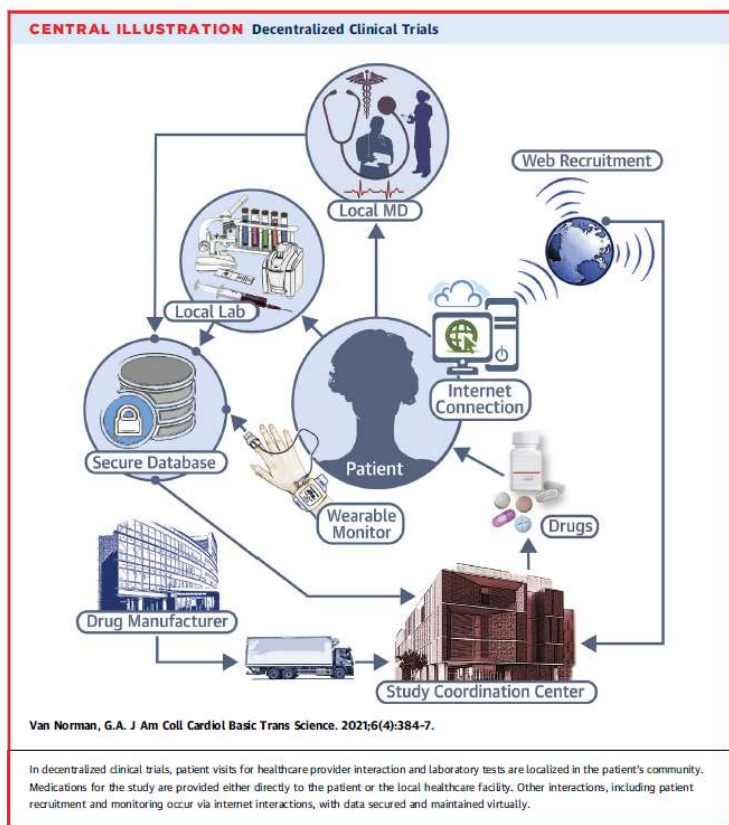 CENTRAL ILLUSTRATION Decentralized Clinical Trials
Web Recruitment
Local MD
Local Lab
Internet
Connection
Secure Database
Patient
Wearable
Monitor
Drugs
Drug Manufacturer
Study Coordination Center
Van Norman, G.A. J Am Coll Cardiol Basic Trans Science. 2021;6(4):384-7.
In decentralized clinical trials, patient visits for healthcare provider interaction and laboratory tests are localized in the patient's community.
Medications for the study are provided either directly to the patient or the local healthcare facility. Other interactions, including patient
recruitment and monitoring occur via internet interactions, with data secured and maintained virtually.